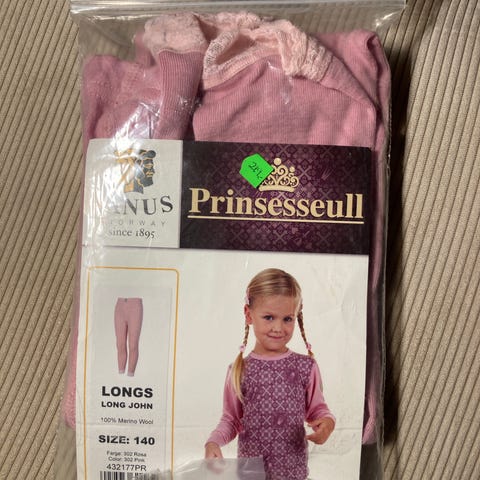 ANUS
NORWAY
since 1895
Prinsesseull
LONGS
LONG JOHN
100% Merino Wool
SIZE: 140
Farge: 302 Rosa
Color: 302 Pink
432177PR